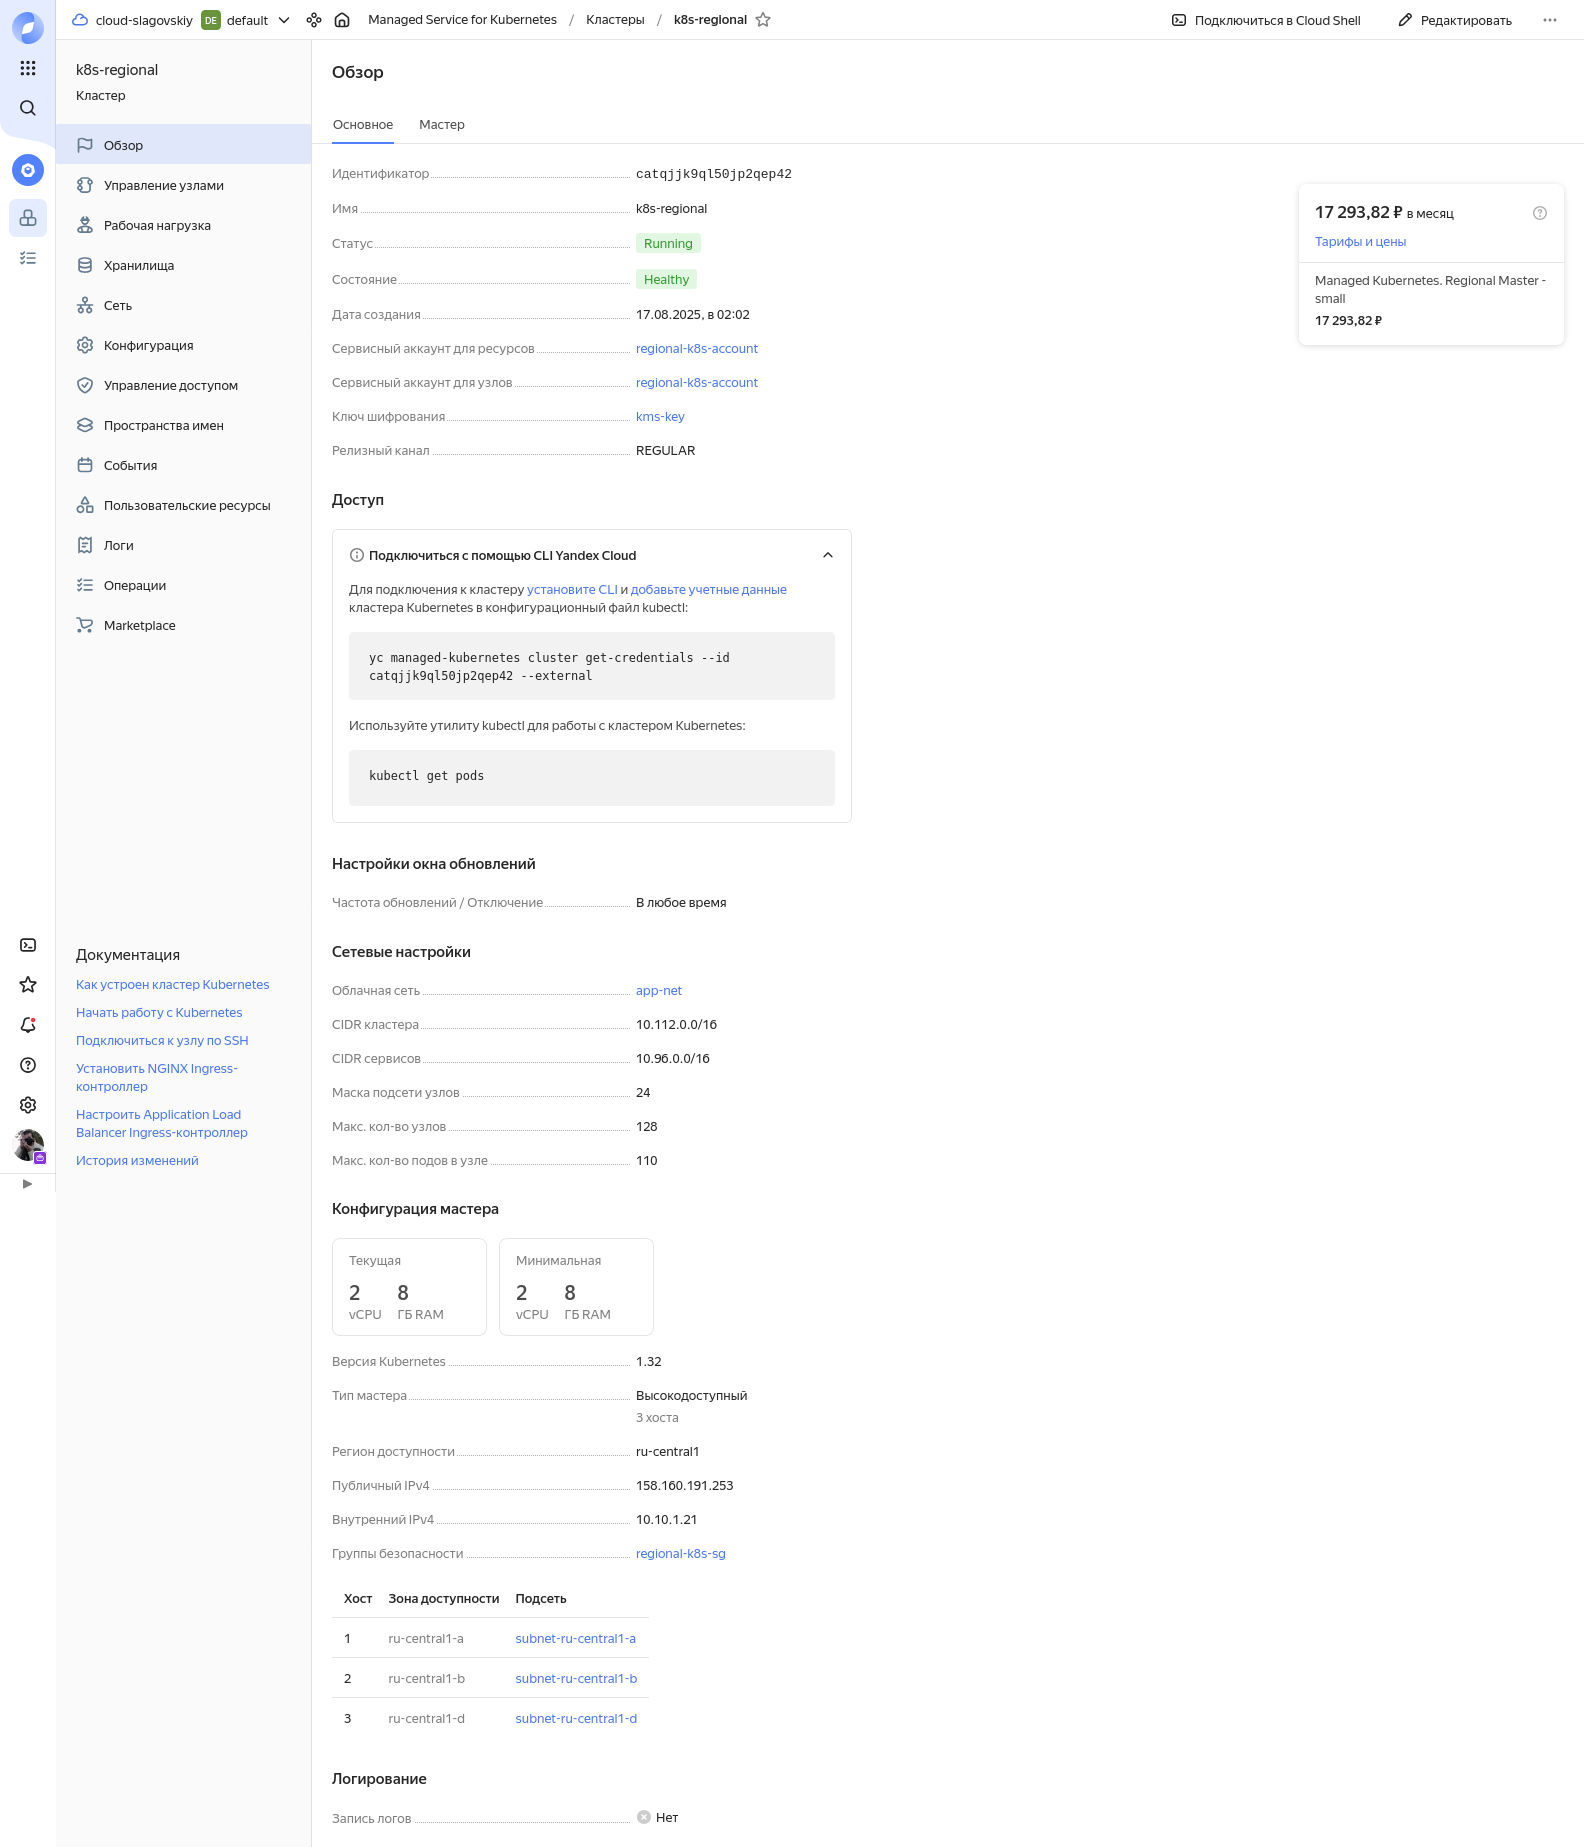 cloud-slagovskiy DE default Managed Service for Kubernetes / Кластеры / k8s-regional Подключиться в Cloud Shell Редактировать
k8s-regional
Кластер
Обзор
Управление узлами
Рабочая нагрузка
Хранилища
Сеть
Конфигурация
Управление доступом
Пространства имен
События
Пользовательские ресурсы
Логи
Операции
Marketplace
Документация
Как устроен кластер Kubernetes
Начать работу с Kubernetes
Подключиться к узлу по SSH
Установить NGINX Ingress-
контроллер
Настроить Application Load
Balancer Ingress-контроллер
История изменений
Обзор
Основное Мастер
Идентификатор catqjjk9ql50jp2qep42
Имя k8s-regional
Статус Running
Состояние Healthy
Дата создания 17.08.2025, в 02:02
Сервисный аккаунт для ресурсов regional-k8s-account
Сервисный аккаунт для узлов regional-k8s-account
Ключ шифрования kms-key
Релизный канал REGULAR
17 293,82 ₽ в месяц
Тарифы и цены
Managed Kubernetes. Regional Master -
small
17 293,82 ₽
Доступ
Подключиться с помощью CLI Yandex Cloud
Для подключения к кластеру установите CLI и добавьте учетные данные
кластера Kubernetes в конфигурационный файл kubectl:
yc managed-kubernetes cluster get-credentials --id
catqjjk9ql50jp2qep42 --external
Используйте утилиту kubectl для работы с кластером Kubernetes:
kubectl get pods
Настройки окна обновлений
Частота обновлений / Отключение В любое время
Сетевые настройки
Облачная сеть app-net
CIDR кластера 10.112.0.0/16
CIDR сервисов 10.96.0.0/16
Маска подсети узлов 24
Макс. кол-во узлов 128
Макс. кол-во подов в узле 110
Конфигурация мастера
Текущая
2 8
vCPU ГБ RAM
Минимальная
2 8
vCPU ГБ RAM
Версия Kubernetes 1.32
Тип мастера Высокодоступный
3 хоста
Регион доступности ru-central1
Публичный IPv4 158.160.191.253
Внутренний IPv4 10.10.1.21
Группы безопасности regional-k8s-sg
Хост Зона доступности Подсеть
1 ru-central1-a subnet-ru-central1-a
2 ru-central1-b subnet-ru-central1-b
3 ru-central1-d subnet-ru-central1-d
Логирование
Запись логов Нет